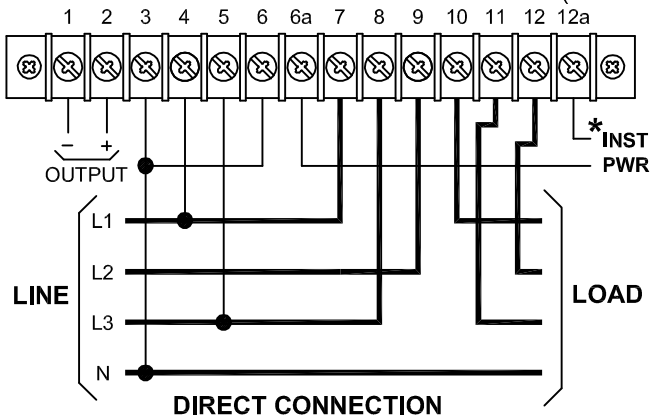 1 2 3 4 5 6 6a 7 8 9 10 11 12 12a
- +
OUTPUT
*INST
PWR
LINE
L1
L2
L3
N
LOAD
DIRECT CONNECTION